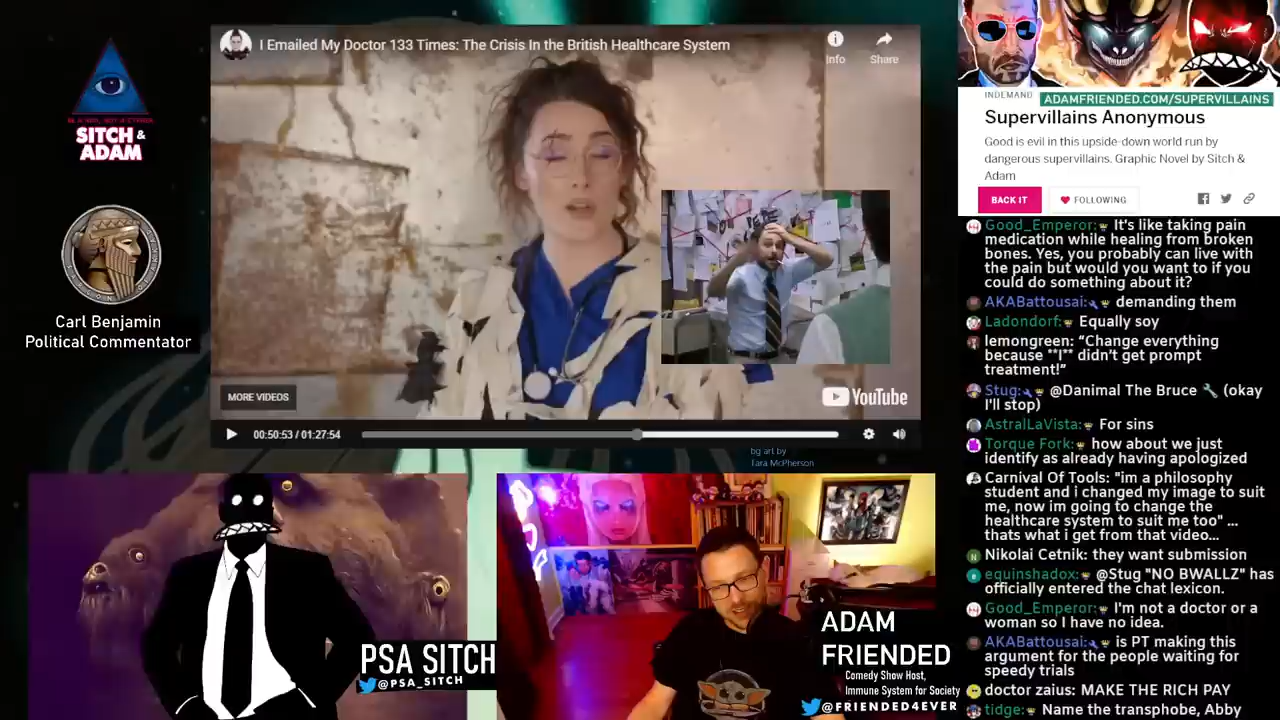 I Emailed My Doctor 133 Times: The Crisis In the British Healthcare System
Info
Share
SITCH &
ADAM
Carl Benjamin
Political Commentator
MORE VIDEOS
YouTube
00:50:53 / 01:27:54
bg art by
Tara McPherson
PSA SITCH
@PSA_SITCH
ADAM
FRIENDED
Comedy Show Host,
Immune System for Society
@FRIENDED4EVER
INDEMAND
ADAMFRIENDED.COM/SUPERVILLAINS
Supervillains Anonymous
Good is evil in this upside-down world run by
dangerous supervillains. Graphic Novel by Sitch &
Adam
BACK IT
FOLLOWING
Good_Emperor: It's like taking pain
medication while healing from broken
bones. Yes, you probably can live with
the pain but would you want to if you
could do something about it?
AKABattousai: demanding them
Ladondorf: Equally soy
lemongreen: “Change everything
because **I** didn’t get prompt
treatment!”
Stug: @Danimal The Bruce 🔧 (okay
I'll stop)
AstralLaVista: For sins
Torque Fork: how about we just
identify as already having apologized
Carnival Of Tools: "im a philosophy
student and i changed my image to suit
me, now im going to change the
healthcare system to suit me too" ...
thats what i get from that video...
Nikolai Cetnik: they want submission
equinshadox: @Stug "NO BWALLZ" has
officially entered the chat lexicon.
Good_Emperor: I'm not a doctor or a
woman so I have no idea.
AKABattousai: is PT making this
argument for the people waiting for
speedy trials
doctor zaius: MAKE THE RICH PAY
tidge: Name the transphobe, Abby